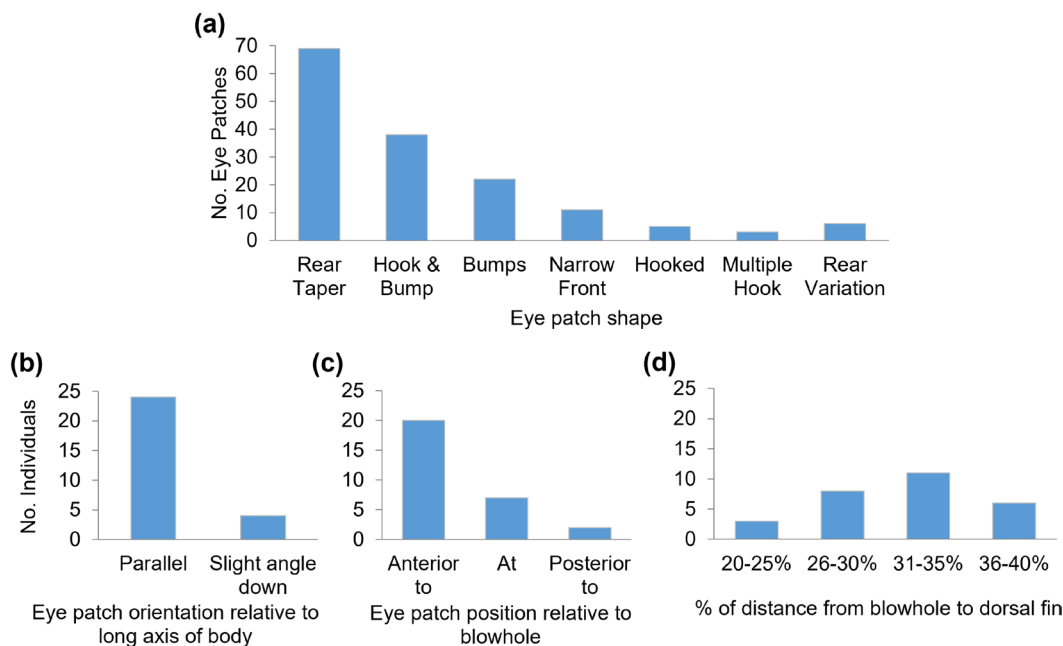 (a)
No. Eye Patches
70
60
50
40
30
20
10
0
Rear Hook & Bumps Narrow Hooked Multiple Rear
Taper Bump Front Hook Variation
Eye patch shape
(b)
No. Individuals
25
20
15
10
5
0
Parallel Slight angle
down
Eye patch orientation relative to
long axis of body
(c)
25
20
15
10
5
0
Anterior At Posterior
to to
Eye patch position relative to
blowhole
(d)
25
20
15
10
5
0
20-25% 26-30% 31-35% 36-40%
% of distance from blowhole to dorsal fin